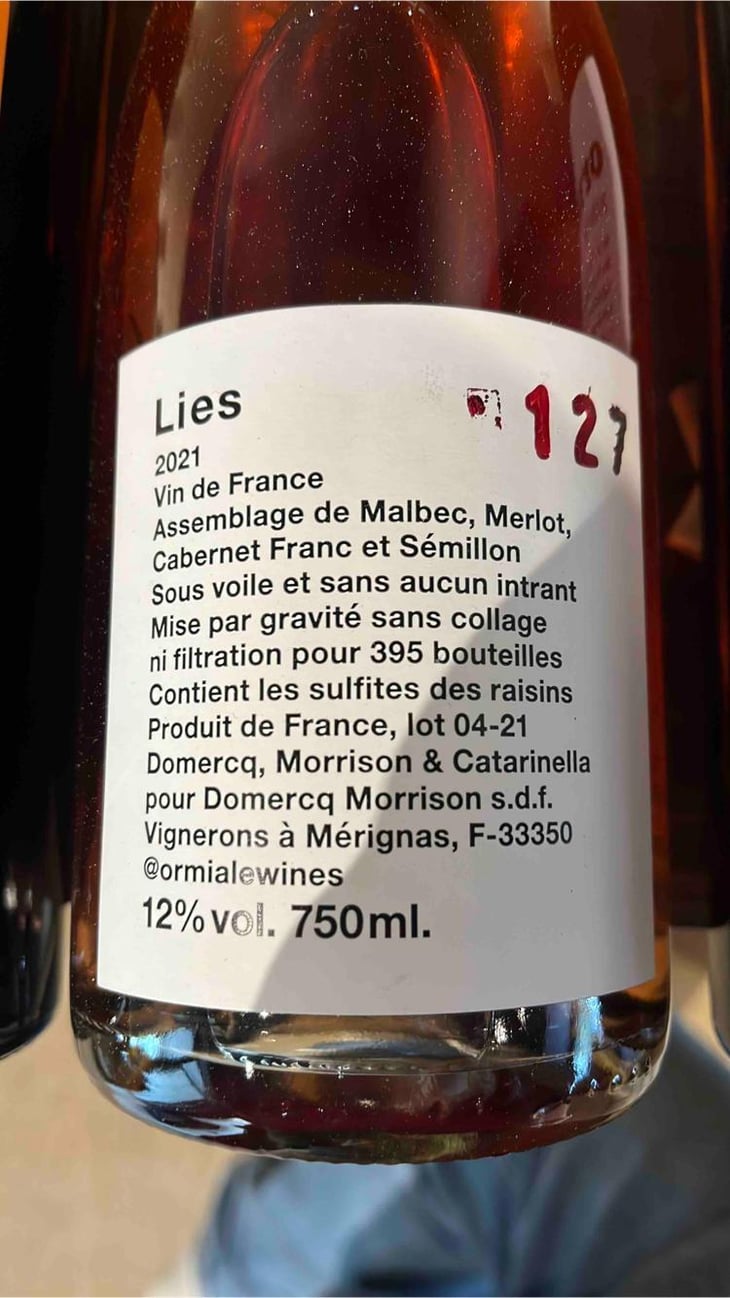 Lies
127
2021
Vin de France
Assemblage de Malbec, Merlot,
Cabernet Franc et Sémillon
Sous voile et sans aucun intrant
Mise par gravité sans collage
ni filtration pour 395 bouteilles
Contient les sulfites des raisins
Produit de France, lot 04-21
Domercq, Morrison & Catarinella
pour Domercq Morrison s.d.f.
Vignerons à Mérignas, F-33350
@ormialewines
12% vol. 750ml.